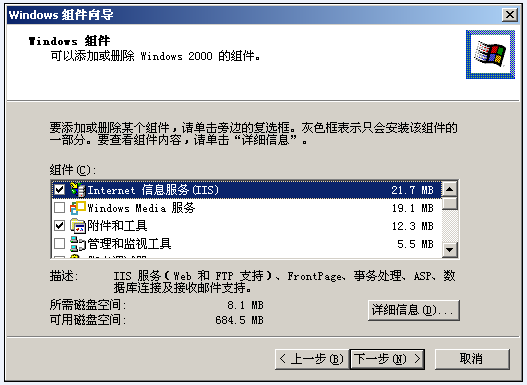 Windows 组件向导
Windows 组件
可以添加或删除 Windows 2000 的组件。
要添加或删除某个组件，请单击旁边的复选框。灰色框表示只会安装该组件的
一部分。要查看组件内容，请单击“详细信息”。
组件(C):
Internet 信息服务(IIS) 21.7 MB
Windows Media 服务 19.1 MB
附件和工具 12.3 MB
管理和监视工具 5.5 MB
描述: IIS 服务(Web 和 FTP 支持)、FrontPage、事务处理、ASP、数
据库连接及接收邮件支持。
所需磁盘空间: 8.1 MB
可用磁盘空间: 684.5 MB
详细信息(D)...
< 上一步(B) 下一步(N) > 取消